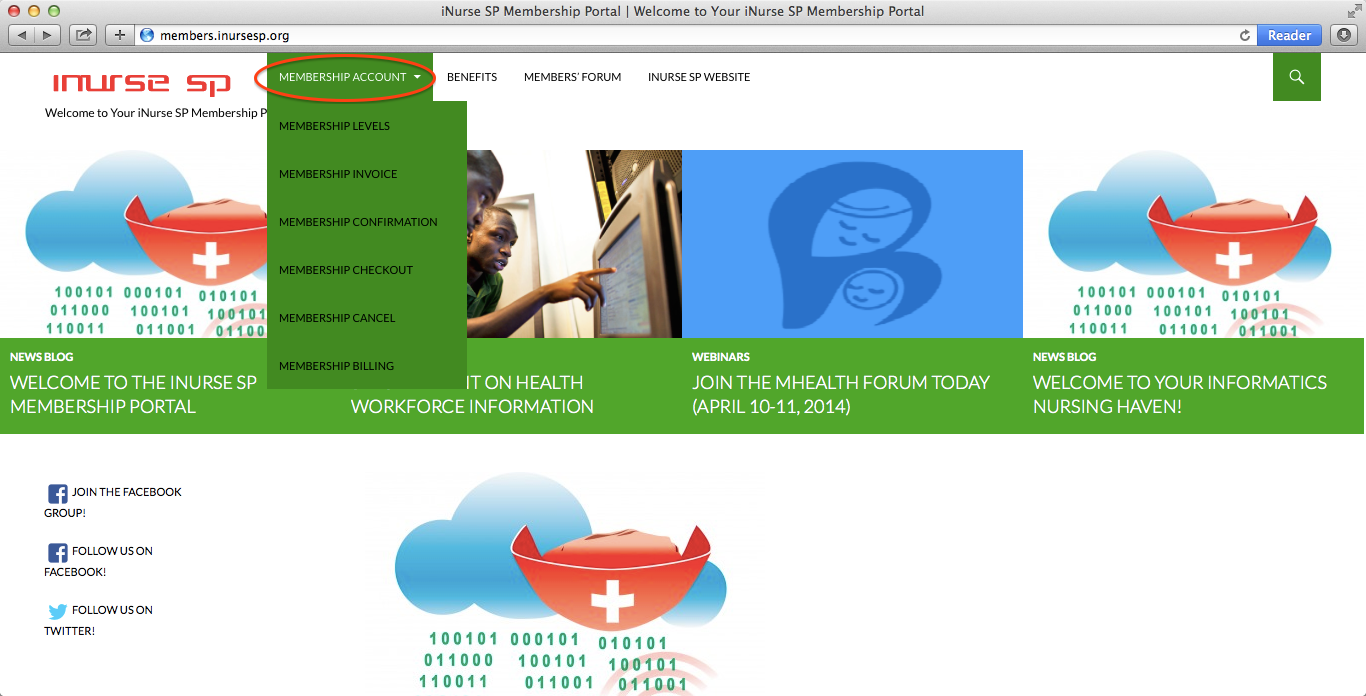 iNurse SP Membership Portal | Welcome to Your iNurse SP Membership Portal
members.inursesp.org
Reader
inurse sp
MEMBERSHIP ACCOUNT
BENEFITS
MEMBERS' FORUM
INURSE SP WEBSITE
Welcome to Your iNurse SP Membership P
MEMBERSHIP LEVELS
MEMBERSHIP INVOICE
MEMBERSHIP CONFIRMATION
MEMBERSHIP CHECKOUT
MEMBERSHIP CANCEL
MEMBERSHIP BILLING
100101 000101 010101
011000 100101 100101
110011 011001 01100
100101 000101 010101
011000 100101 100101
110011 011001 011001
NEWS BLOG
WELCOME TO THE INURSE SP
MEMBERSHIP PORTAL
T ON HEALTH
WORKFORCE INFORMATION
WEBINARS
JOIN THE MHEALTH FORUM TODAY
(APRIL 10-11, 2014)
NEWS BLOG
WELCOME TO YOUR INFORMATICS
NURSING HAVEN!
JOIN THE FACEBOOK
GROUP!
FOLLOW US ON
FACEBOOK!
FOLLOW US ON
TWITTER!
100101 000101 010101
011000 100101 100101
110011 011001 011001